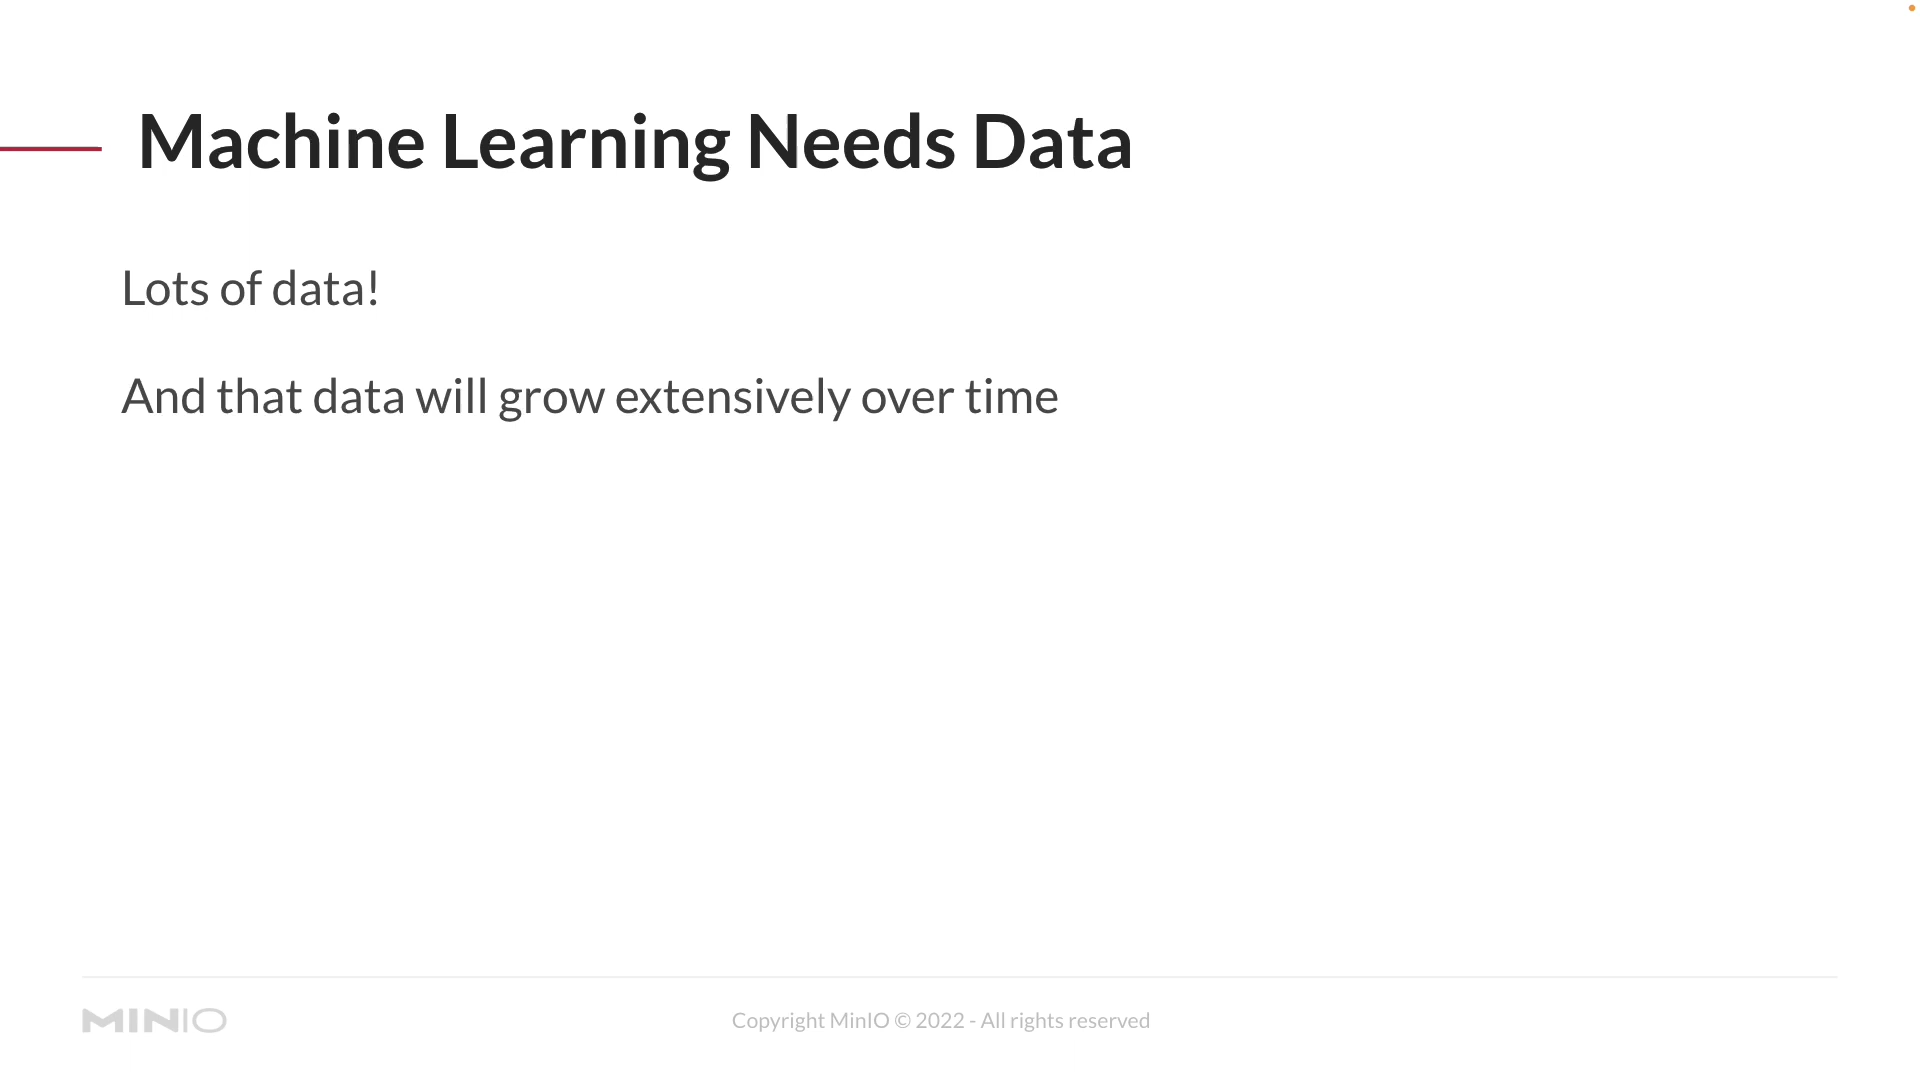 Machine Learning Needs Data
Lots of data!
And that data will grow extensively over time
MINIO
Copyright MinIO © 2022 - All rights reserved